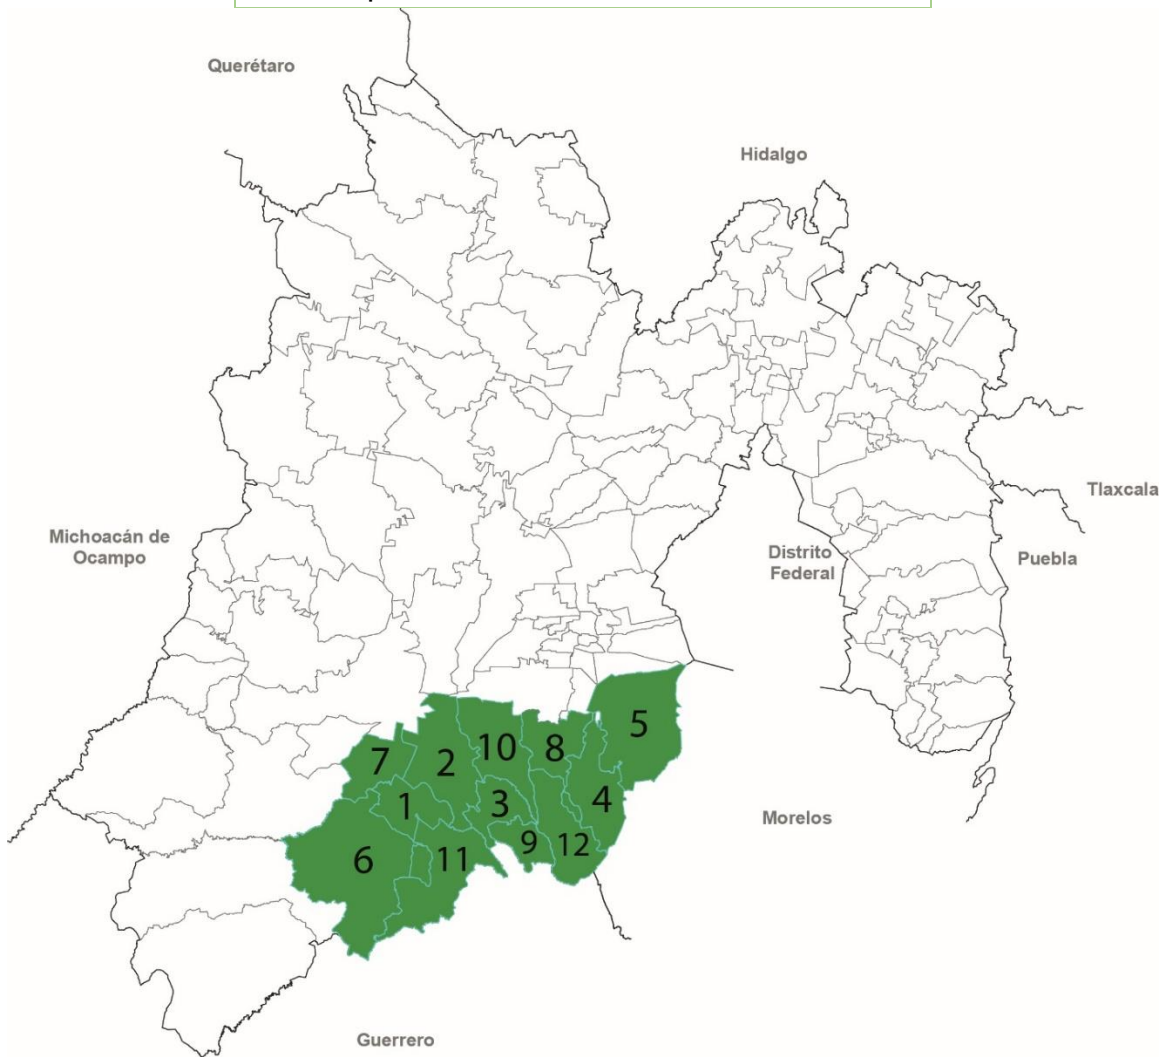 Querétaro
Hidalgo
Tlaxcala
Michoacán de
Ocampo
Distrito
Federal
Puebla
5
10
8
7
2
1
3
4
9
12
6
11
Morelos
Guerrero